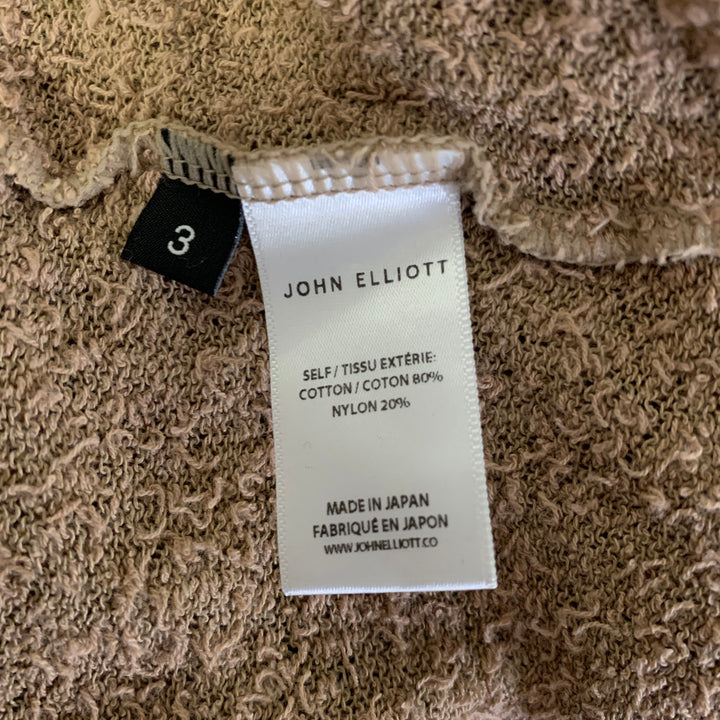 3
JOHN ELLIOTT
SELF / TISSU EXTÉRIE:
COTTON / COTON 80%
NYLON 20%
MADE IN JAPAN
FABRIQUÉ EN JAPON
WWW.JOHNELLIOTT.CO